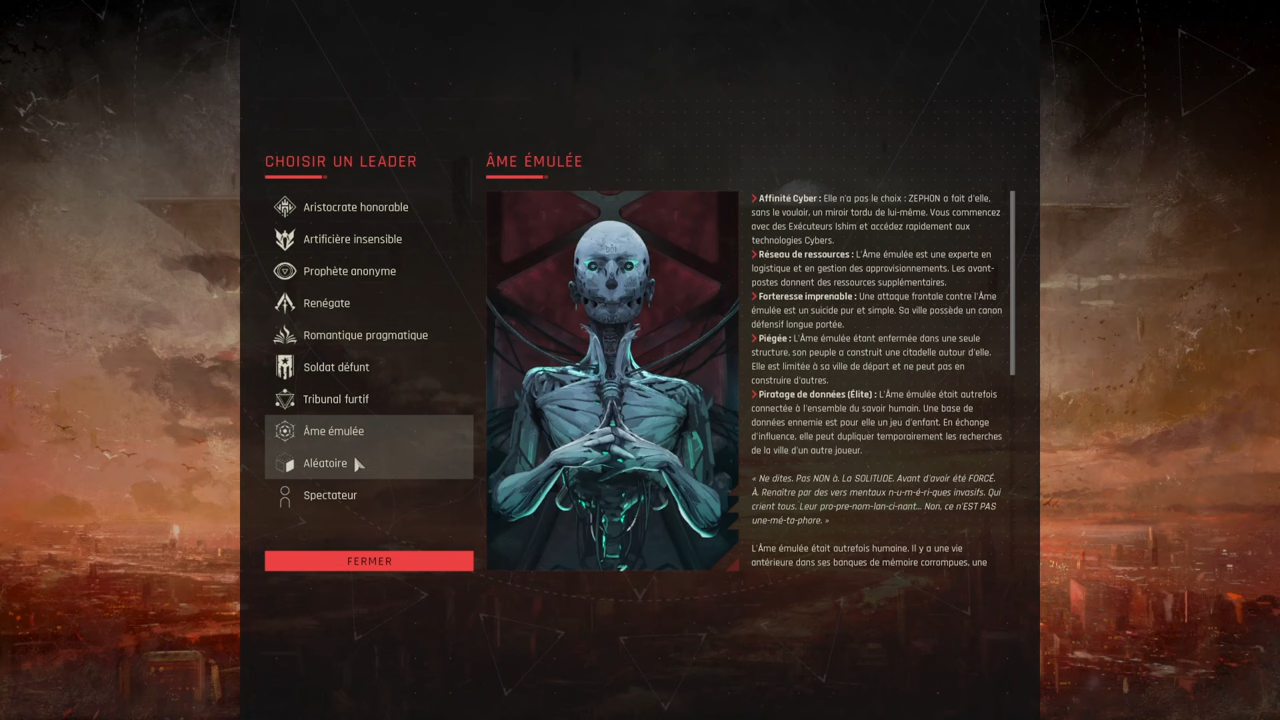 CHOISIR UN LEADER
Aristocrate honorable
Artificière insensible
Prophète anonyme
Renégate
Romantique pragmatique
Soldat défunt
Tribunal furtif
Âme émulée
Aléatoire
Spectateur
FERMER
ÂME ÉMULÉE
Affinité Cyber : Elle n'a pas le choix : ZEPHON a fait d'elle,
sans le vouloir, un miroir tordu de lui-même. Vous commencez
avec des Exécuteurs Ishim et accédez rapidement aux
technologies Cybers.
Réseau de ressources : L'Âme émulée est une experte en
logistique et en gestion des approvisionnements. Les avant-
postes donnent des ressources supplémentaires.
Forteresse imprenable : Une attaque frontale contre l'Âme
émulée est un suicide pur et simple. Sa ville possède un canon
défensif longue portée.
Piégée : L'Âme émulée étant enfermée dans une seule
structure, son peuple a construit une citadelle autour d'elle.
Elle est limitée à sa ville de départ et ne peut pas en
construire d'autres.
Piratage de données (Élite) : L'Âme émulée était autrefois
connectée à l'ensemble du savoir humain. Une base de
données ennemie est pour elle un jeu d'enfant. En échange
d'influence, elle peut dupliquer temporairement les recherches
de la ville d'un autre joueur.
« Ne dites. Pas NON à. La SOLITUDE. Avant d'avoir été FORCÉ.
À. Renaître par des vers mentaux n-u-m-é-ri-ques invasifs. Qui
crient tous. Leur pro-pre-nom-lan-ci-nant... Non, ce n'EST PAS
une-mé-ta-phore. »
L'Âme émulée était autrefois humaine. Il y a une vie
antérieure dans ses banques de mémoire corrompues, une